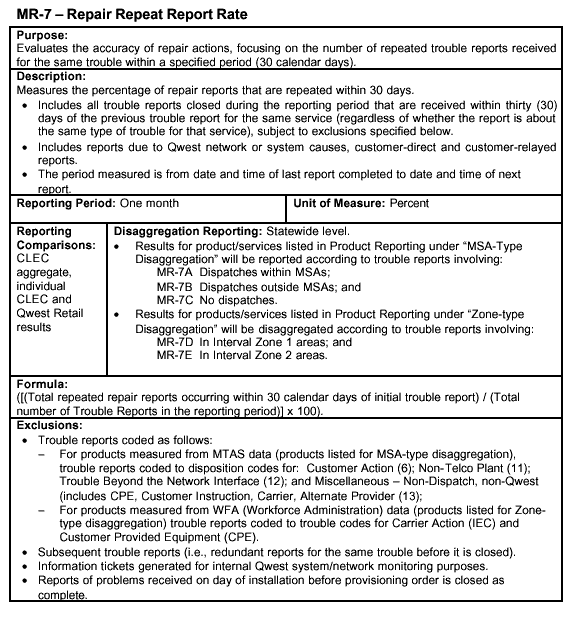 MR-7 – Repair Repeat Report Rate
Purpose:
Evaluates the accuracy of repair actions, focusing on the number of repeated trouble reports received
for the same trouble within a specified period (30 calendar days).
Description:
Measures the percentage of repair reports that are repeated within 30 days.
• Includes all trouble reports closed during the reporting period that are received within thirty (30)
days of the previous trouble report for the same service (regardless of whether the report is about
the same type of trouble for that service), subject to exclusions specified below.
• Includes reports due to Qwest network or system causes, customer-direct and customer-relayed
reports.
• The period measured is from date and time of last report completed to date and time of next
report.
Reporting Period: One month
Unit of Measure: Percent
Reporting
Comparisons:
CLEC
aggregate,
individual
CLEC and
Qwest Retail
results
Disaggregation Reporting: Statewide level.
• Results for product/services listed in Product Reporting under “MSA-Type
Disaggregation” will be reported according to trouble reports involving:
MR-7A Dispatches within MSAs;
MR-7B Dispatches outside MSAs; and
MR-7C No dispatches.
• Results for products/services listed in Product Reporting under “Zone-type
Disaggregation” will be disaggregated according to trouble reports involving:
MR-7D In Interval Zone 1 areas; and
MR-7E In Interval Zone 2 areas.
Formula:
([(Total repeated repair reports occurring within 30 calendar days of initial trouble report) / (Total
number of Trouble Reports in the reporting period)] x 100).
Exclusions:
• Trouble reports coded as follows:
– For products measured from MTAS data (products listed for MSA-type disaggregation),
trouble reports coded to disposition codes for: Customer Action (6); Non-Telco Plant (11);
Trouble Beyond the Network Interface (12); and Miscellaneous – Non-Dispatch, non-Qwest
(includes CPE, Customer Instruction, Carrier, Alternate Provider (13);
– For products measured from WFA (Workforce Administration) data (products listed for Zone-
type disaggregation) trouble reports coded to trouble codes for Carrier Action (IEC) and
Customer Provided Equipment (CPE).
• Subsequent trouble reports (i.e., redundant reports for the same trouble before it is closed).
• Information tickets generated for internal Qwest system/network monitoring purposes.
• Reports of problems received on day of installation before provisioning order is closed as
complete.